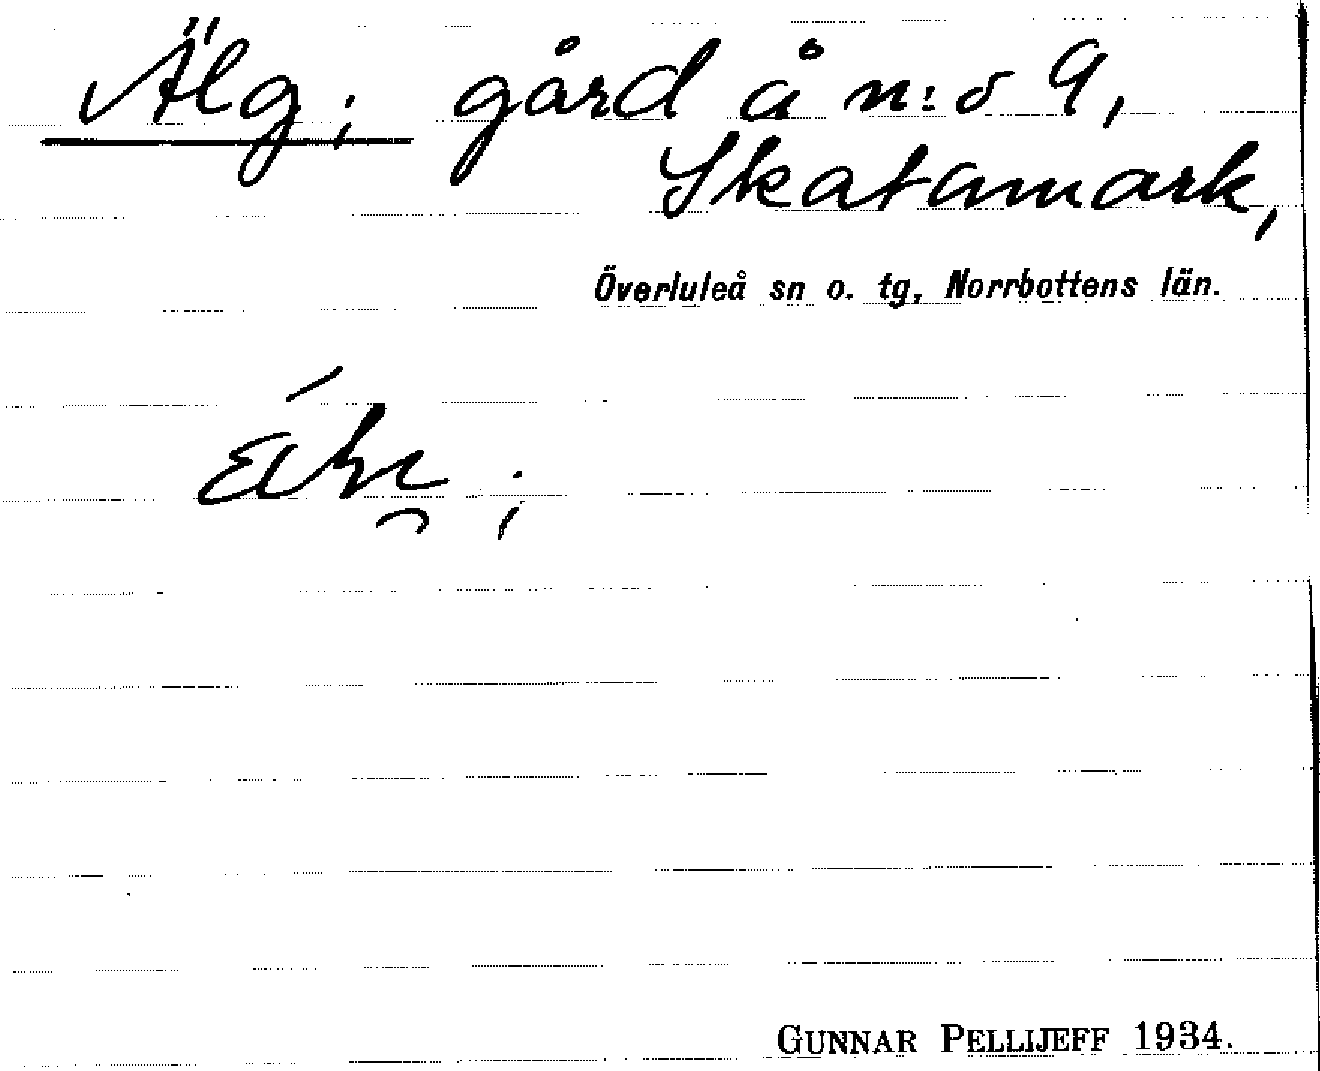 Älg; gård å n:o 9,
Skatamark,
Överluleå sn o. tg, Norrbottens län.
GUNNAR PELLIJEFF 1934.